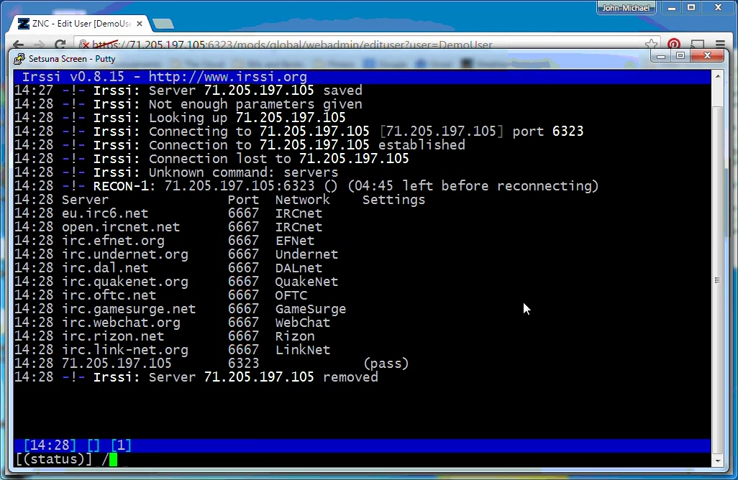 John-Michael
ZNC - Edit User [DemoUse
https://71.205.197.105:6323/mods/global/webadmin/edituser?user=DemoUser
Setsuna Screen - Putty
Irssi v0.8.15 - http://www.irssi.org
14:27 -!- Irssi: Server 71.205.197.105 saved
14:28 -!- Irssi: Not enough parameters given
14:28 -!- Irssi: Looking up 71.205.197.105
14:28 -!- Irssi: Connecting to 71.205.197.105 [71.205.197.105] port 6323
14:28 -!- Irssi: Connection to 71.205.197.105 established
14:28 -!- Irssi: Connection lost to 71.205.197.105
14:28 -!- Irssi: Unknown command: servers
14:28 -!- RECON-1: 71.205.197.105:6323 () (04:45 left before reconnecting)
14:28 Server Port Network Settings
14:28 eu.irc6.net 6667 IRCnet
14:28 open.ircnet.net 6667 IRCnet
14:28 irc.efnet.org 6667 EFNet
14:28 irc.undernet.org 6667 Undernet
14:28 irc.dal.net 6667 DALnet
14:28 irc.quakenet.org 6667 QuakeNet
14:28 irc.oftc.net 6667 OFTC
14:28 irc.gamesurge.net 6667 GameSurge
14:28 irc.webchat.org 6667 WebChat
14:28 irc.rizon.net 6667 Rizon
14:28 irc.link-net.org 6667 LinkNet
14:28 71.205.197.105 6323 (pass)
14:28 -!- Irssi: Server 71.205.197.105 removed
[14:28] [] [1]
[(status)] /